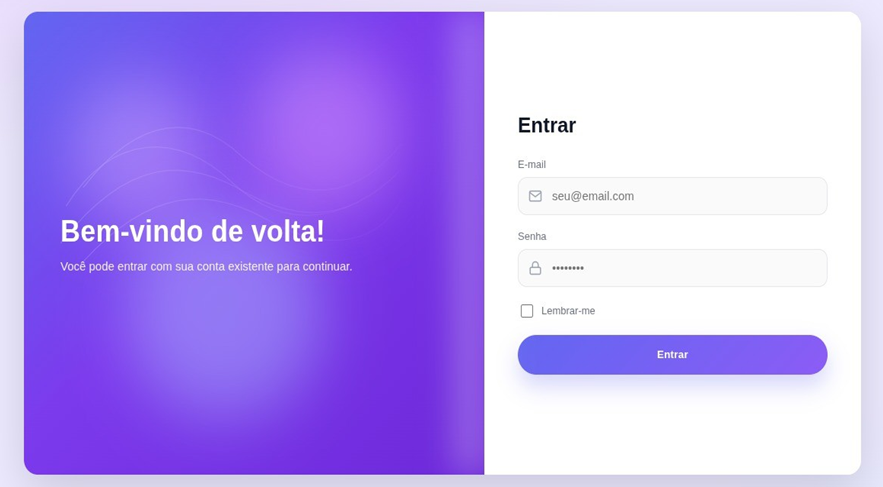 Bem-vindo de volta!
Você pode entrar com sua conta existente para continuar.
Entrar
E-mail
seu@email.com
Senha
••••••••
Lembrar-me
Entrar